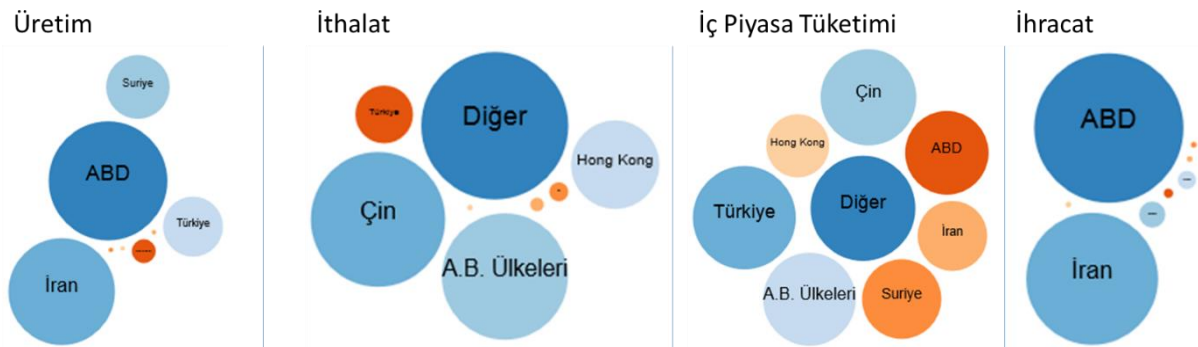 Üretim
İthalat
İç Piyasa Tüketimi
İhracat
Suriye
ABD
Türkiye
İran
Türkiye
Diğer
Hong Kong
Çin
A.B. Ülkeleri
Çin
Hong Kong
ABD
Türkiye
Diğer
İran
A.B. Ülkeleri
Suriye
ABD
İran